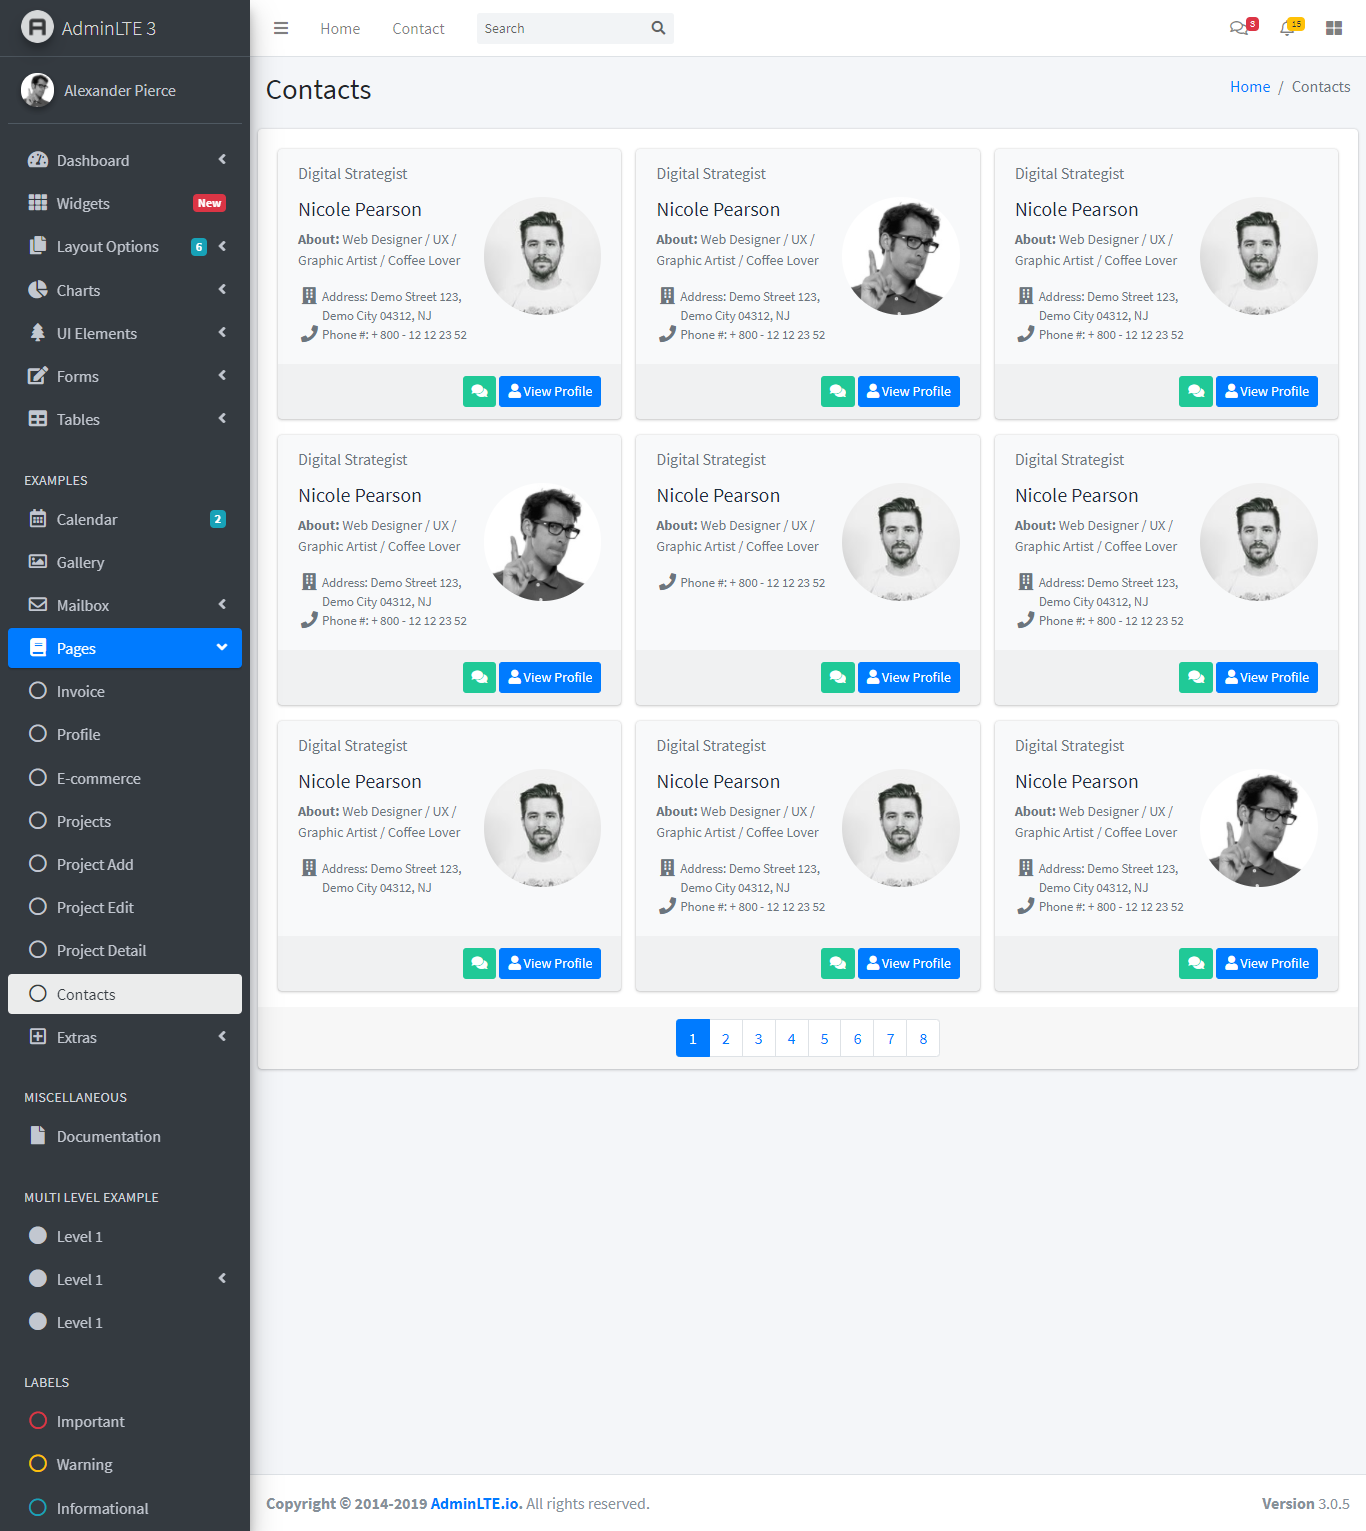 AdminLTE 3
Alexander Pierce
Dashboard
Widgets New
Layout Options 6
Charts
UI Elements
Forms
Tables
EXAMPLES
Calendar 2
Gallery
Mailbox
Pages
Invoice
Profile
E-commerce
Projects
Project Add
Project Edit
Project Detail
Contacts
Extras
MISCELLANEOUS
Documentation
MULTI LEVEL EXAMPLE
Level 1
Level 1
Level 1
LABELS
Important
Warning
Informational
Home Contact Search 3 15
Contacts
Home / Contacts
Digital Strategist
Nicole Pearson
About: Web Designer / UX /
Graphic Artist / Coffee Lover
Address: Demo Street 123,
Demo City 04312, NJ
Phone #: + 800 - 12 12 23 52
View Profile
Digital Strategist
Nicole Pearson
About: Web Designer / UX /
Graphic Artist / Coffee Lover
Address: Demo Street 123,
Demo City 04312, NJ
Phone #: + 800 - 12 12 23 52
View Profile
Digital Strategist
Nicole Pearson
About: Web Designer / UX /
Graphic Artist / Coffee Lover
Address: Demo Street 123,
Demo City 04312, NJ
Phone #: + 800 - 12 12 23 52
View Profile
Digital Strategist
Nicole Pearson
About: Web Designer / UX /
Graphic Artist / Coffee Lover
Address: Demo Street 123,
Demo City 04312, NJ
Phone #: + 800 - 12 12 23 52
View Profile
Digital Strategist
Nicole Pearson
About: Web Designer / UX /
Graphic Artist / Coffee Lover
Phone #: + 800 - 12 12 23 52
View Profile
Digital Strategist
Nicole Pearson
About: Web Designer / UX /
Graphic Artist / Coffee Lover
Address: Demo Street 123,
Demo City 04312, NJ
Phone #: + 800 - 12 12 23 52
View Profile
Digital Strategist
Nicole Pearson
About: Web Designer / UX /
Graphic Artist / Coffee Lover
Address: Demo Street 123,
Demo City 04312, NJ
View Profile
Digital Strategist
Nicole Pearson
About: Web Designer / UX /
Graphic Artist / Coffee Lover
Address: Demo Street 123,
Demo City 04312, NJ
Phone #: + 800 - 12 12 23 52
View Profile
Digital Strategist
Nicole Pearson
About: Web Designer / UX /
Graphic Artist / Coffee Lover
Address: Demo Street 123,
Demo City 04312, NJ
Phone #: + 800 - 12 12 23 52
View Profile
1 2 3 4 5 6 7 8
Copyright © 2014-2019 AdminLTE.io. All rights reserved.
Version 3.0.5